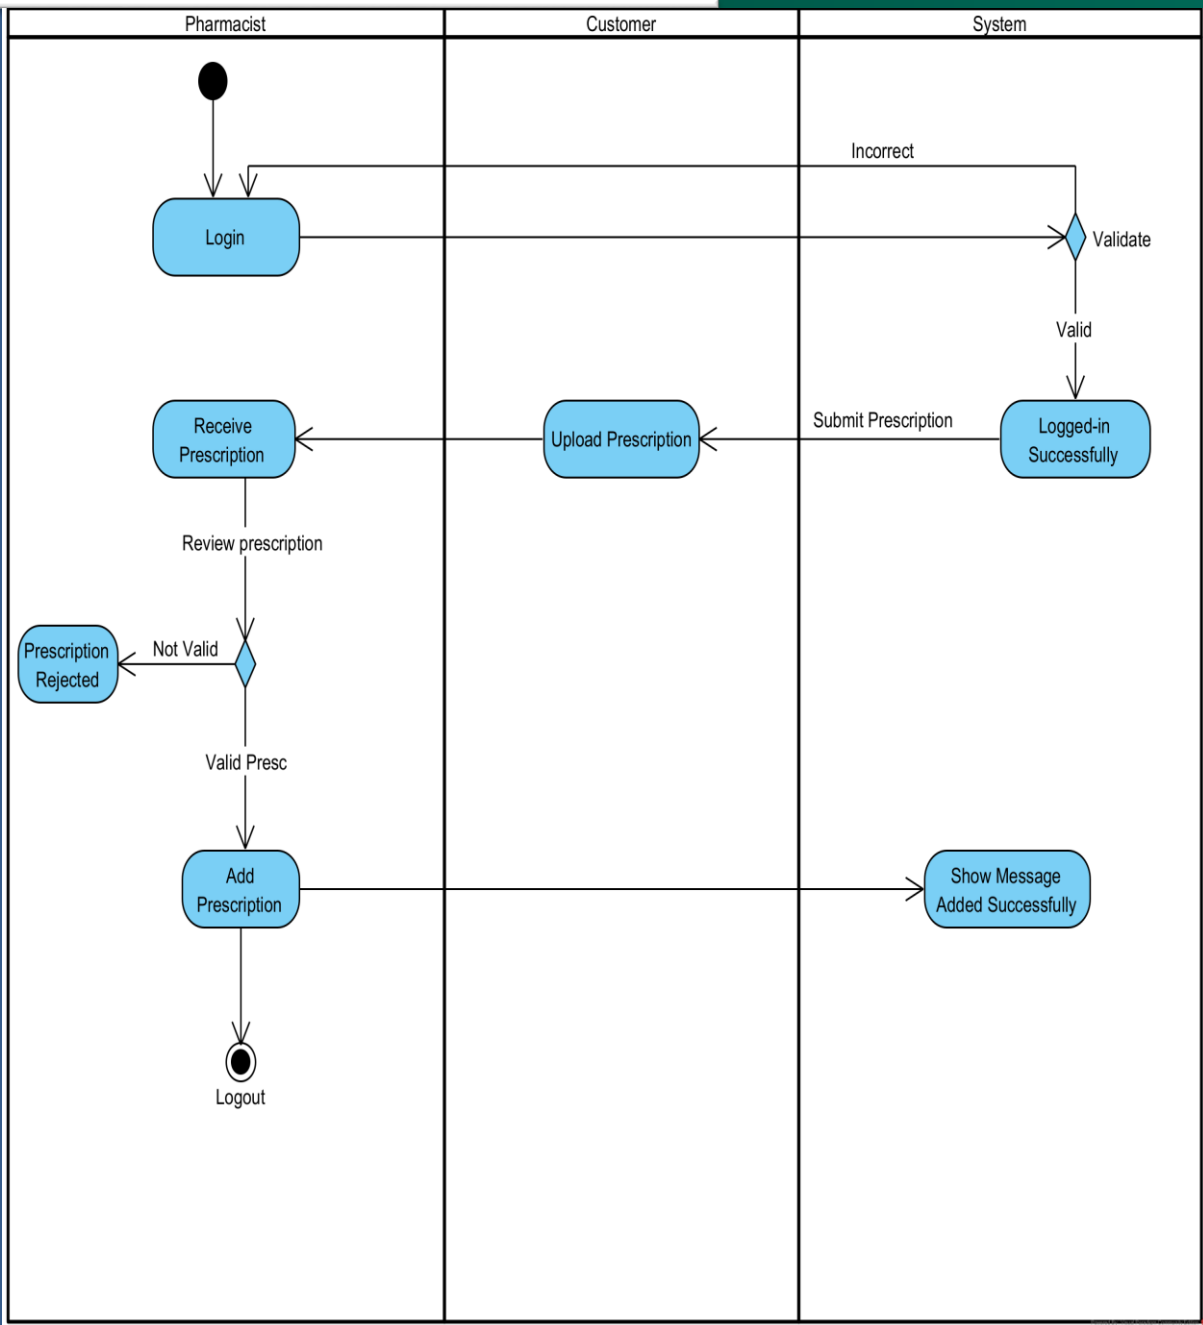 Pharmacist
Customer
System
Incorrect
Login
Validate
Valid
Receive
Prescription
Upload Prescription
Submit Prescription
Logged-in
Successfully
Review prescription
Prescription
Rejected
Not Valid
Valid Presc
Add
Prescription
Show Message
Added Successfully
Logout